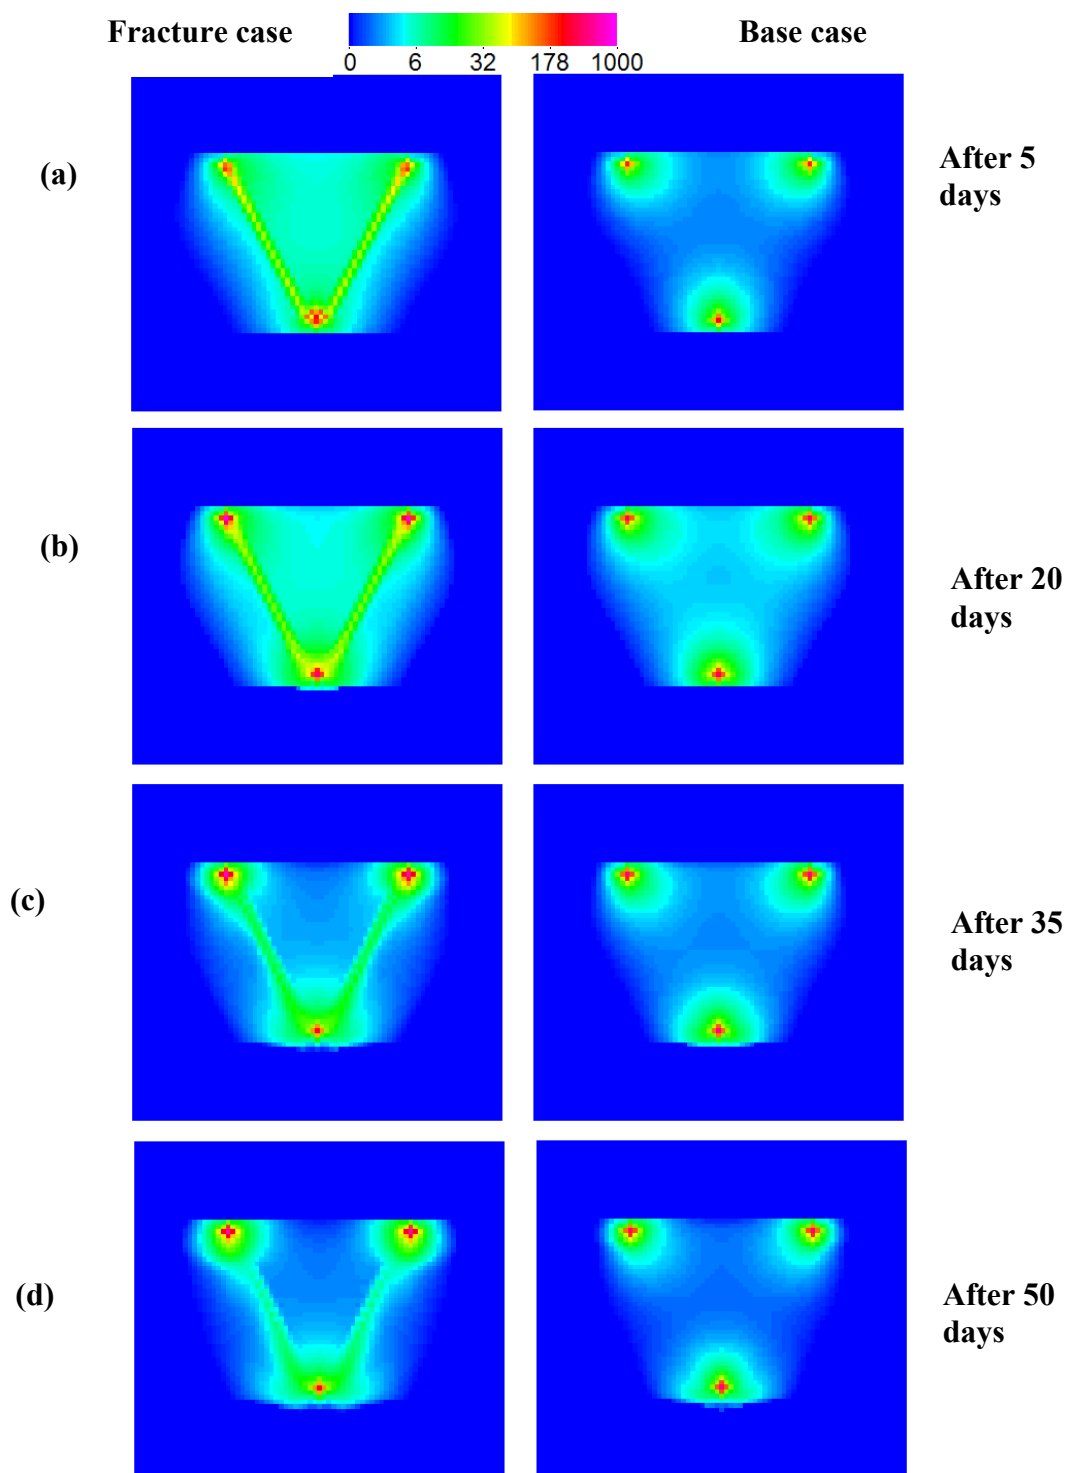 Fracture case
Base case
0 6 32 178 1000
(a)
After 5
days
(b)
After 20
days
(c)
After 35
days
(d)
After 50
days